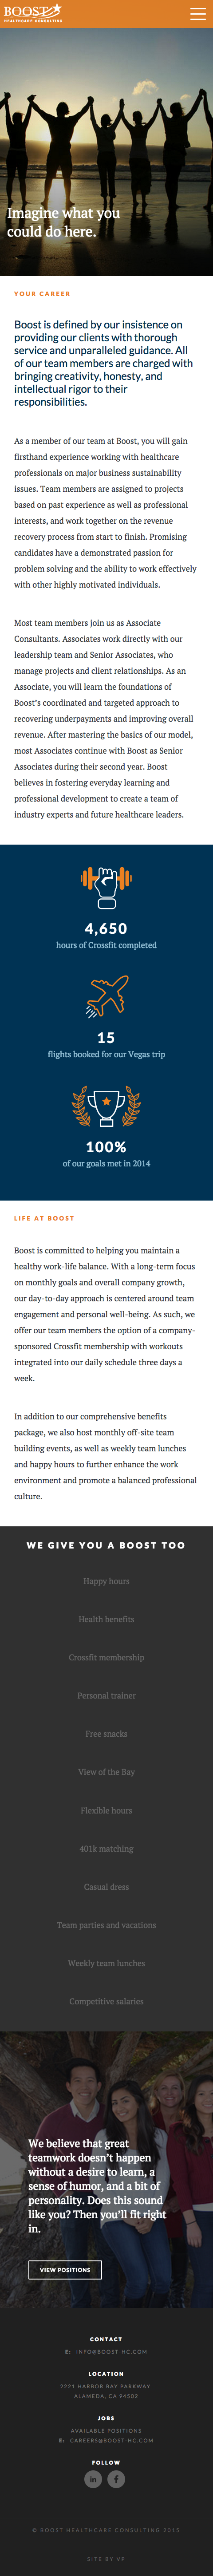 BOOST
HEALTHCARE CONSULTING
Imagine what you
could do here.
YOUR CAREER
Boost is defined by our insistence on
providing our clients with thorough
service and unparalleled guidance. All
of our team members are charged with
bringing creativity, honesty, and
intellectual rigor to their
responsibilities.
As a member of our team at Boost, you will gain
firsthand experience working with healthcare
professionals on major business sustainability
issues. Team members are assigned to projects
based on past experience as well as professional
interests, and work together on the revenue
recovery process from start to finish. Promising
candidates have a demonstrated passion for
problem solving and the ability to work effectively
with other highly motivated individuals.
Most team members join us as Associate
Consultants. Associates work directly with our
leadership team and Senior Associates, who
manage projects and client relationships. As an
Associate, you will learn the foundations of
Boost's coordinated and targeted approach to
recovering underpayments and improving overall
revenue. After mastering the basics of our model,
most Associates continue with Boost as Senior
Associates during their second year. Boost
believes in fostering everyday learning and
professional development to create a team of
industry experts and future healthcare leaders.
4,650
hours of Crossfit completed
15
flights booked for our Vegas trip
100%
of our goals met in 2014
LIFE AT BOOST
Boost is committed to helping you maintain a
healthy work-life balance. With a long-term focus
on monthly goals and overall company growth,
our day-to-day approach is centered around team
engagement and personal well-being. As such, we
offer our team members the option of a company-
sponsored Crossfit membership with workouts
integrated into our daily schedule three days a
week.
In addition to our comprehensive benefits
package, we also host monthly off-site team
building events, as well as weekly team lunches
and happy hours to further enhance the work
environment and promote a balanced professional
culture.
WE GIVE YOU A BOOST TOO
Happy hours
Health benefits
Crossfit membership
Personal trainer
Free snacks
View of the Bay
Flexible hours
401k matching
Casual dress
Team parties and vacations
Weekly team lunches
Competitive salaries
We believe that great
teamwork doesn't happen
without a desire to learn, a
sense of humor, and a bit of
personality. Does this sound
like you? Then you'll fit right
in.
VIEW POSITIONS
CONTACT
E: INFO@BOOST-HC.COM
LOCATION
2331 HARBOR BAY PARKWAY
ALAMEDA, CA 94502
JOBS
AVAILABLE POSITIONS
E: CAREERS@BOOST-HC.COM
FOLLOW
in f
© BOOST HEALTHCARE CONSULTING 2015
SITE BY VP